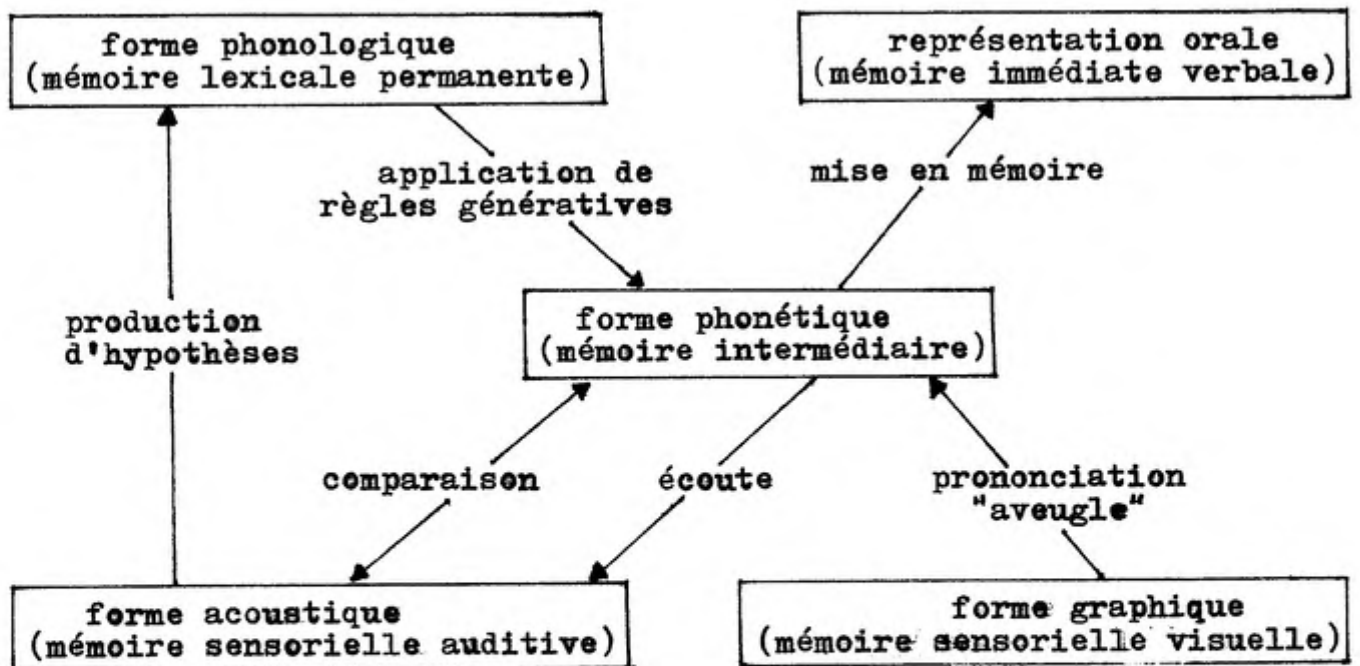 forme phonologique
(mémoire lexicale permanente)
représentation orale
(mémoire immédiate verbale)
application de
règles génératives
mise en mémoire
production
d'hypothèses
forme phonétique
(mémoire intermédiaire)
comparaison
écoute
prononciation
"aveugle"
forme acoustique
(mémoire sensorielle auditive)
forme graphique
(mémoire sensorielle visuelle)